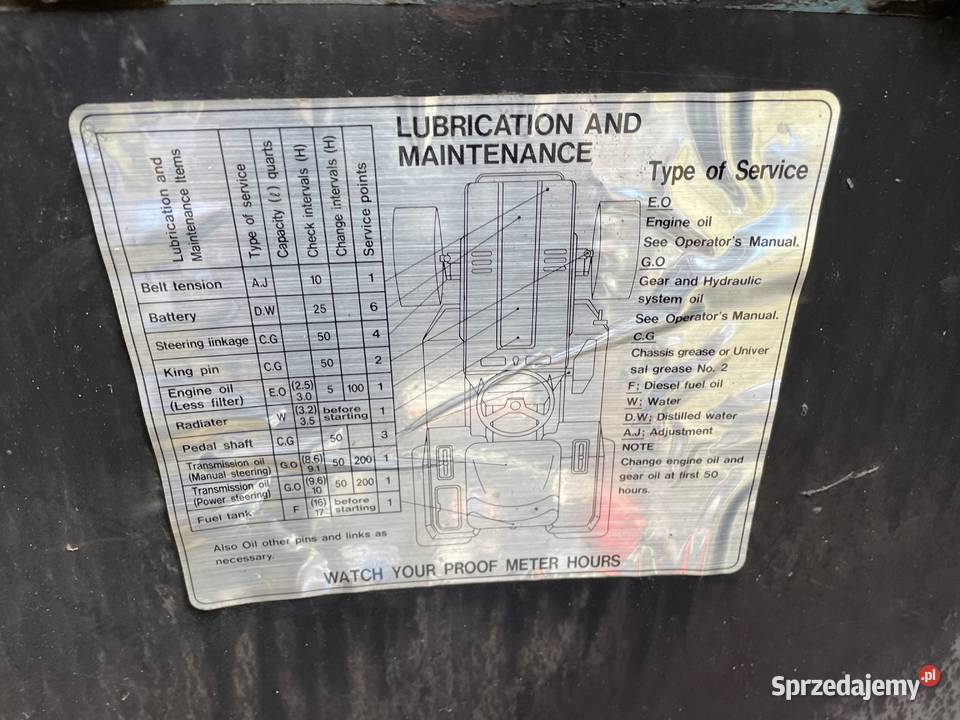 LUBRICATION AND
MAINTENANCE
Lubrication and
Maintenance Items
Type of service
Capacity (ℓ) quarts
Check intervals (H)
Change intervals (H)
Service points
Belt tension A.J 10 1
Battery D.W 25 6
Steering linkage C.G 50 4
King pin C.G 50 2
Engine oil
(Less filter) E.O (2.5) 3.0 5 100 1
Radiater W (3.2) 3.5 before starting 1
Pedal shaft C.G 50 3
Transmission oil
(Manual steering) G.O (8.6) 9.1 50 200 1
Transmission oil
(Power steering) G.O (9.6) 10 50 200 1
Fuel tank F (16) 17 before starting 1
Also Oil other pins and links as
necessary.
Type of Service
E.O
Engine oil
See Operator's Manual.
G.O
Gear and Hydraulic
system oil
See Operator's Manual.
C.G
Chassis grease or Univer
sal grease No. 2
F; Diesel fuel oil
W; Water
D.W; Distilled water
A.J; Adjustment
NOTE
Change engine oil and
gear oil at first 50
hours.
WATCH YOUR PROOF METER HOURS
Sprzedajemy.pl